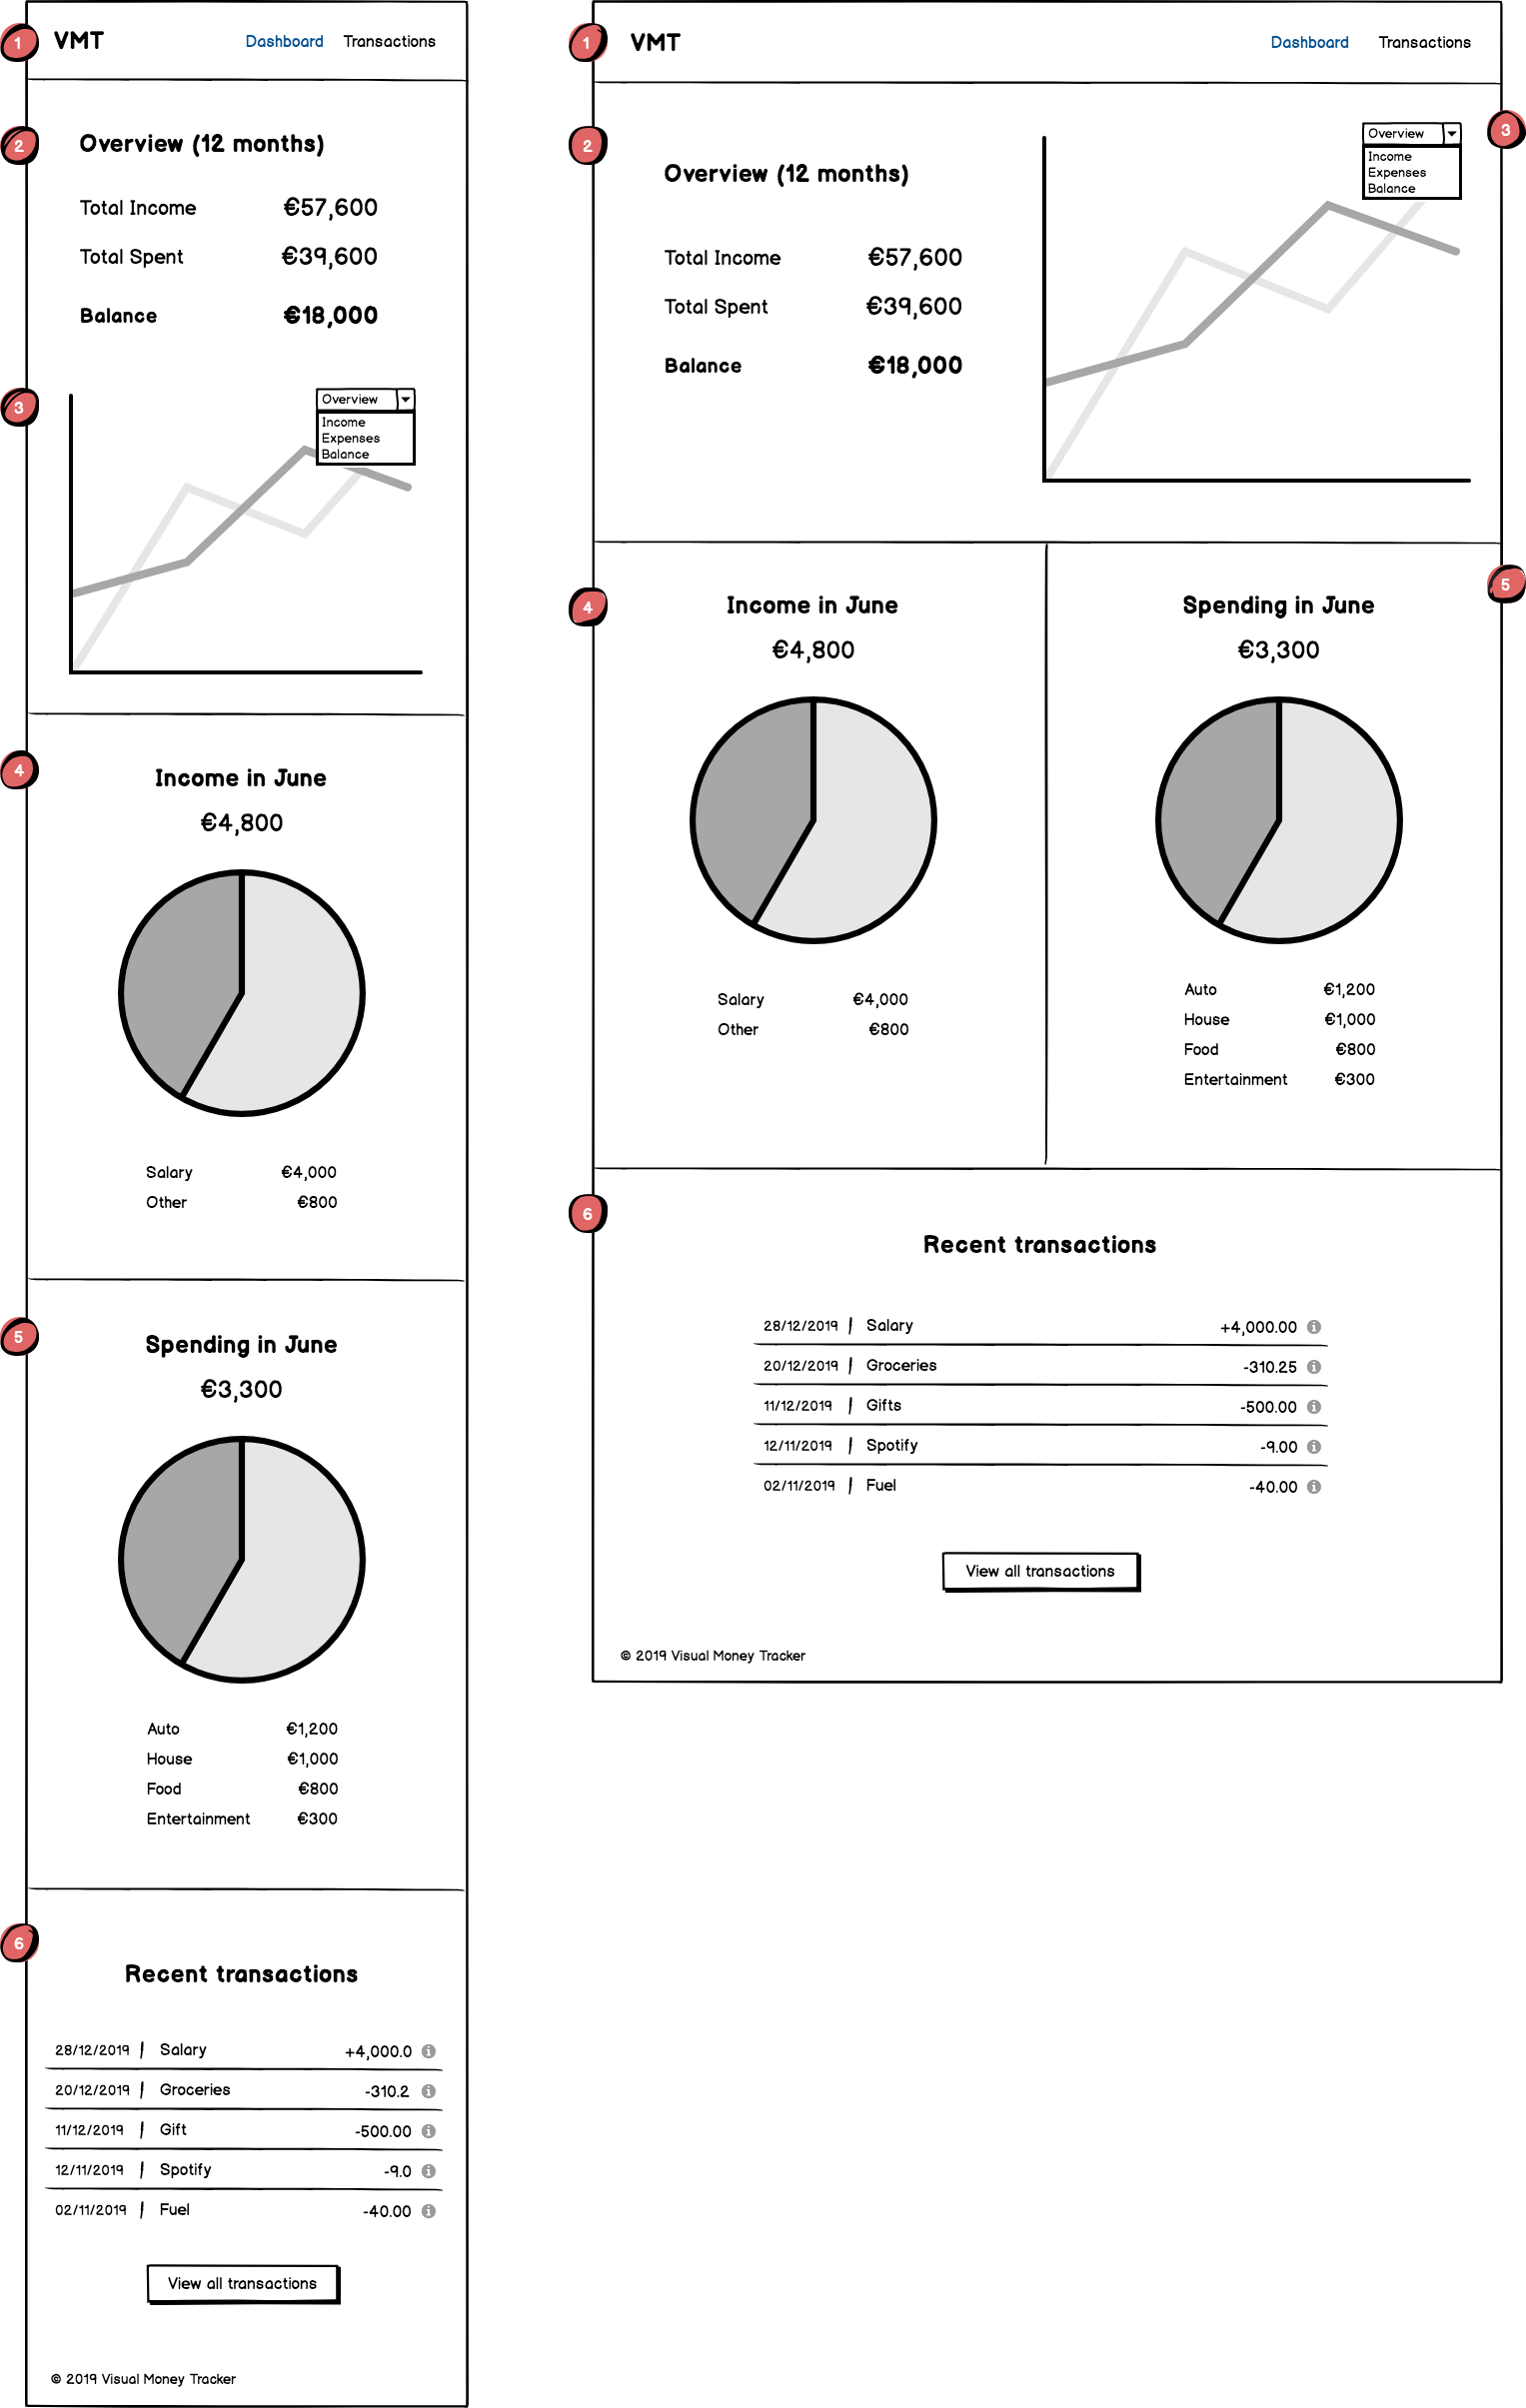 1
VMT
Dashboard Transactions
2
Overview (12 months)
Total Income €57,600
Total Spent €39,600
Balance €18,000
3
Overview
Income
Expenses
Balance
4
Income in June
€4,800
Salary €4,000
Other €800
5
Spending in June
€3,300
Auto €1,200
House €1,000
Food €800
Entertainment €300
6
Recent transactions
28/12/2019 | Salary +4,000.0
20/12/2019 | Groceries -310.2
11/12/2019 | Gift -500.00
12/11/2019 | Spotify -9.0
02/11/2019 | Fuel -40.00
View all transactions
© 2019 Visual Money Tracker
1
VMT
Dashboard Transactions
2
Overview (12 months)
Total Income €57,600
Total Spent €39,600
Balance €18,000
3
Overview
Income
Expenses
Balance
4
Income in June
€4,800
Salary €4,000
Other €800
5
Spending in June
€3,300
Auto €1,200
House €1,000
Food €800
Entertainment €300
6
Recent transactions
28/12/2019 | Salary +4,000.00
20/12/2019 | Groceries -310.25
11/12/2019 | Gifts -500.00
12/11/2019 | Spotify -9.00
02/11/2019 | Fuel -40.00
View all transactions
© 2019 Visual Money Tracker